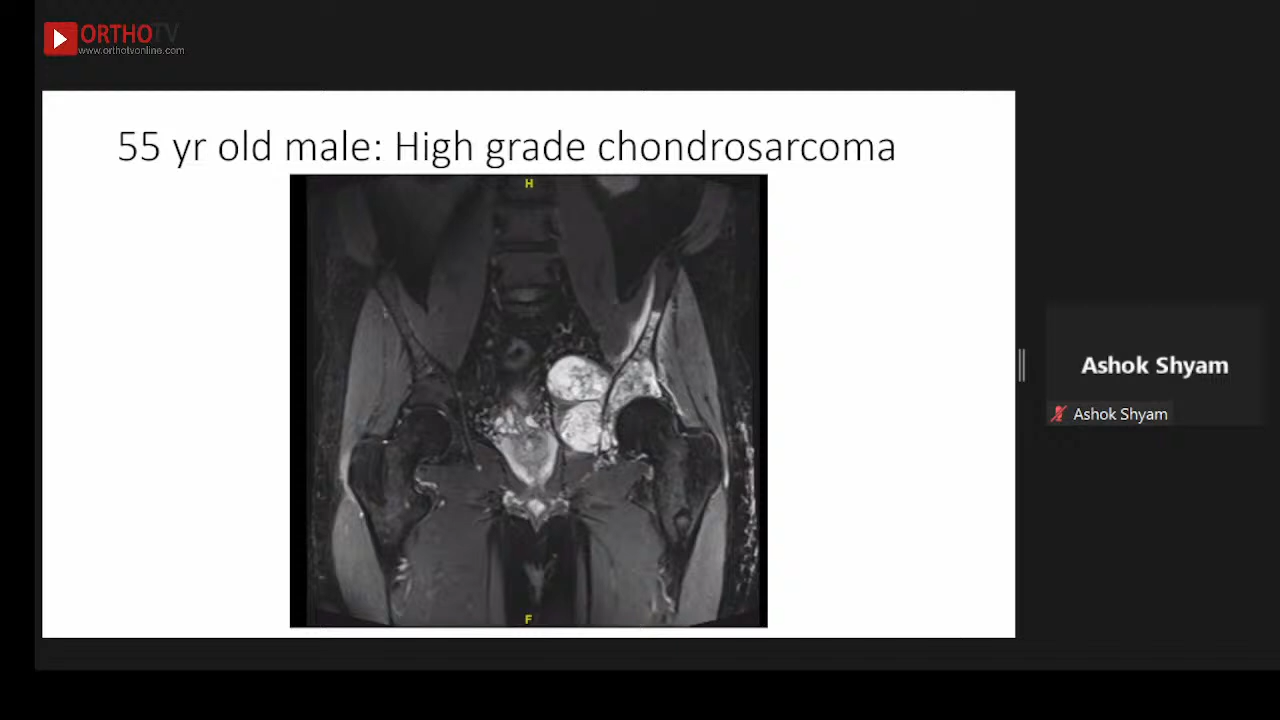 ORTHOTV
www.orthotvonline.com
55 yr old male: High grade chondrosarcoma
H
F
Ashok Shyam
Ashok Shyam